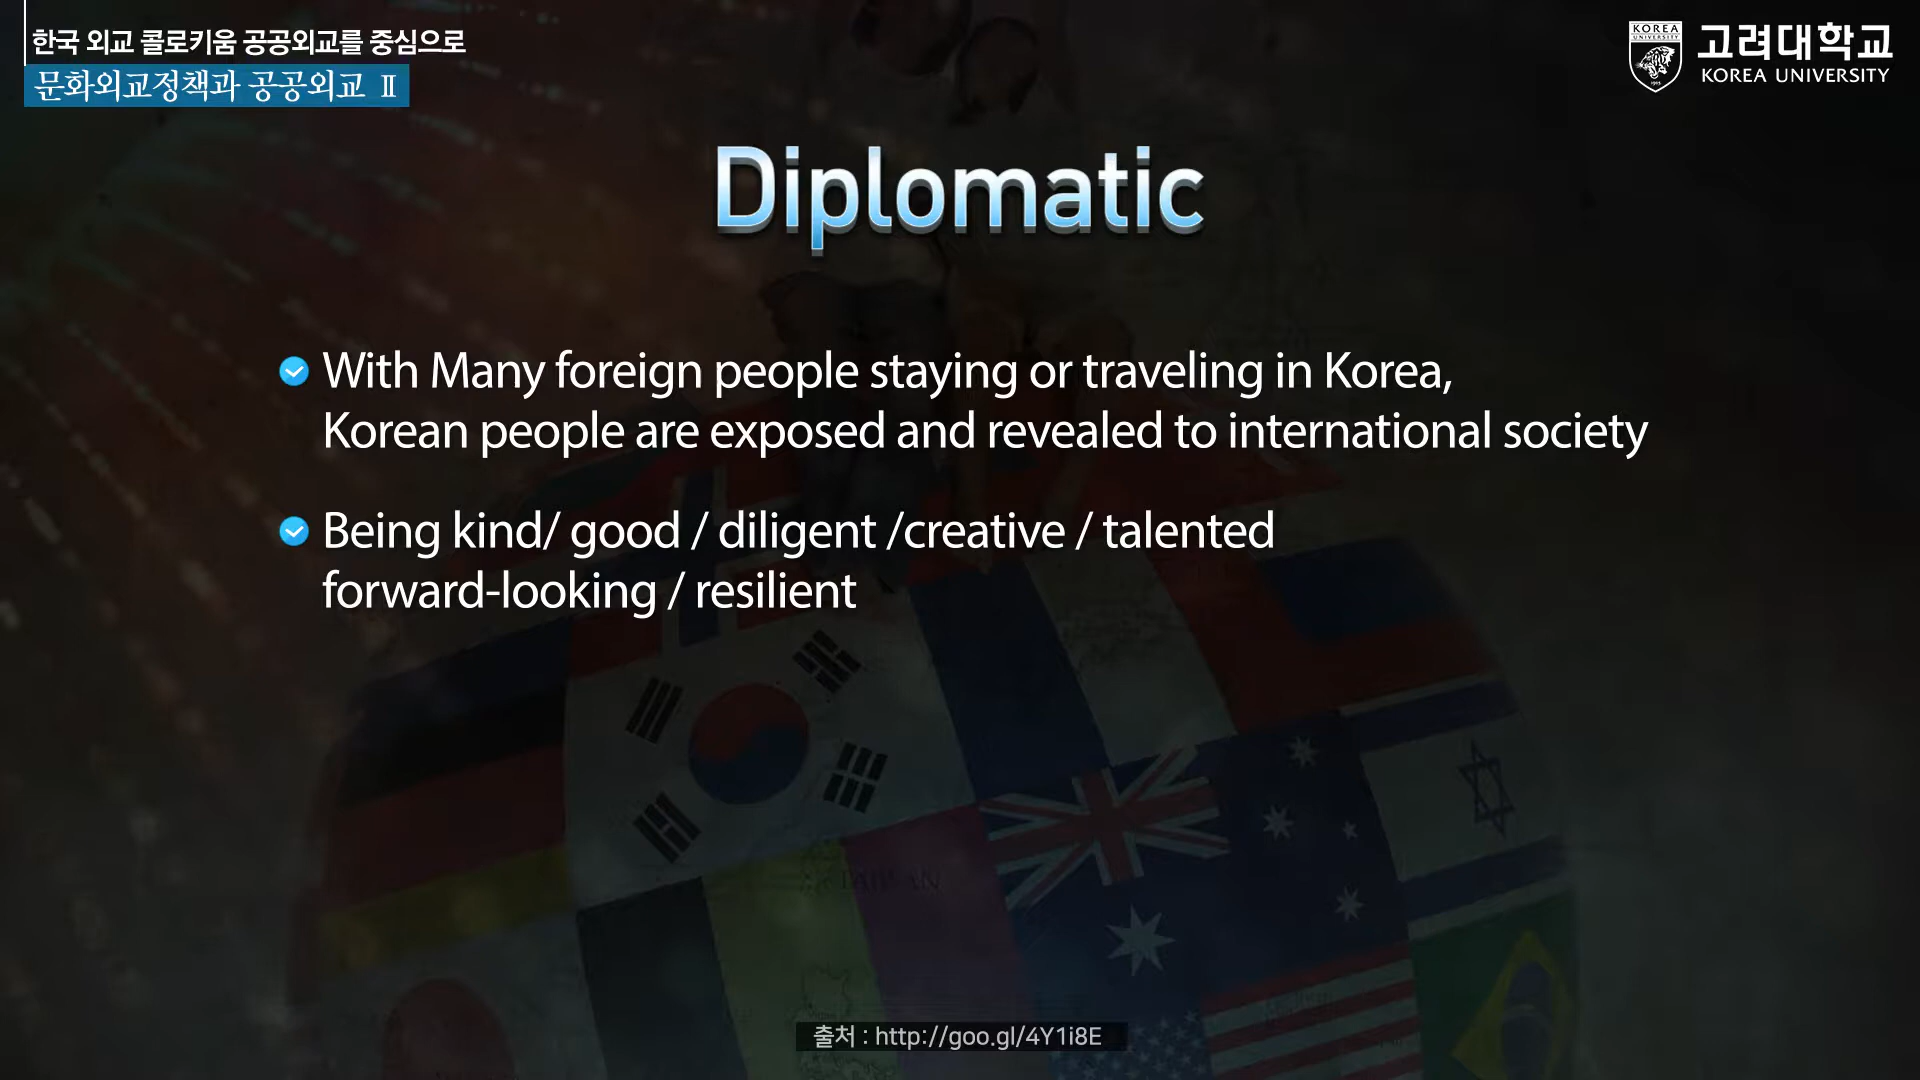 한국 외교 콜로키움 공공외교를 중심으로
문화외교정책과 공공외교 Ⅱ
KOREA
UNIVERSITY
1905
고려대학교
KOREA UNIVERSITY
Diplomatic
With Many foreign people staying or traveling in Korea,
Korean people are exposed and revealed to international society
Being kind/ good / diligent /creative / talented
forward-looking / resilient
출처 : http://goo.gl/4Y1i8E